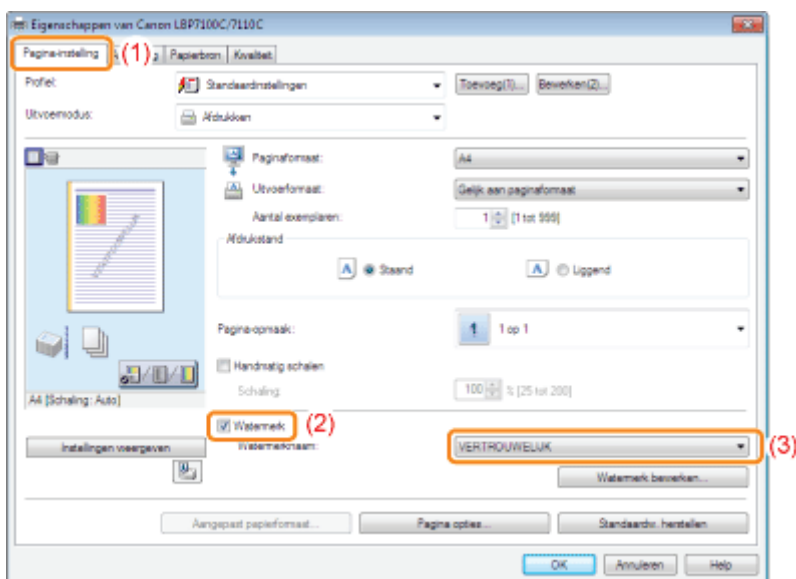 Eigenschappen van Canon LBP7100C/7110C
Pagina-instelling (1) Papierbron Kwaliteit
Profiel: Standaardinstellingen Toevoeg(1)... Bewerken(2)...
Uitvoermodus: Afdrukken
Paginaformaat: A4
Uitvoerformaat: Gelijk aan paginaformaat
Aantal exemplaren: 1 [1 tot 999]
Afdrukstand
A Staand A Liggend
Pagina-opmaak: 1 1 op 1
Handmatig schalen
Schaling: 100 % [25 tot 200]
A4 [Schaling: Auto]
Watermerk (2)
Instellingen weergeven Watermerknaam: VERTROUWELIJK (3)
Watermerk bewerken...
Aangepast papierformaat... Pagina opties... Standaardw. herstellen
OK Annuleren Help